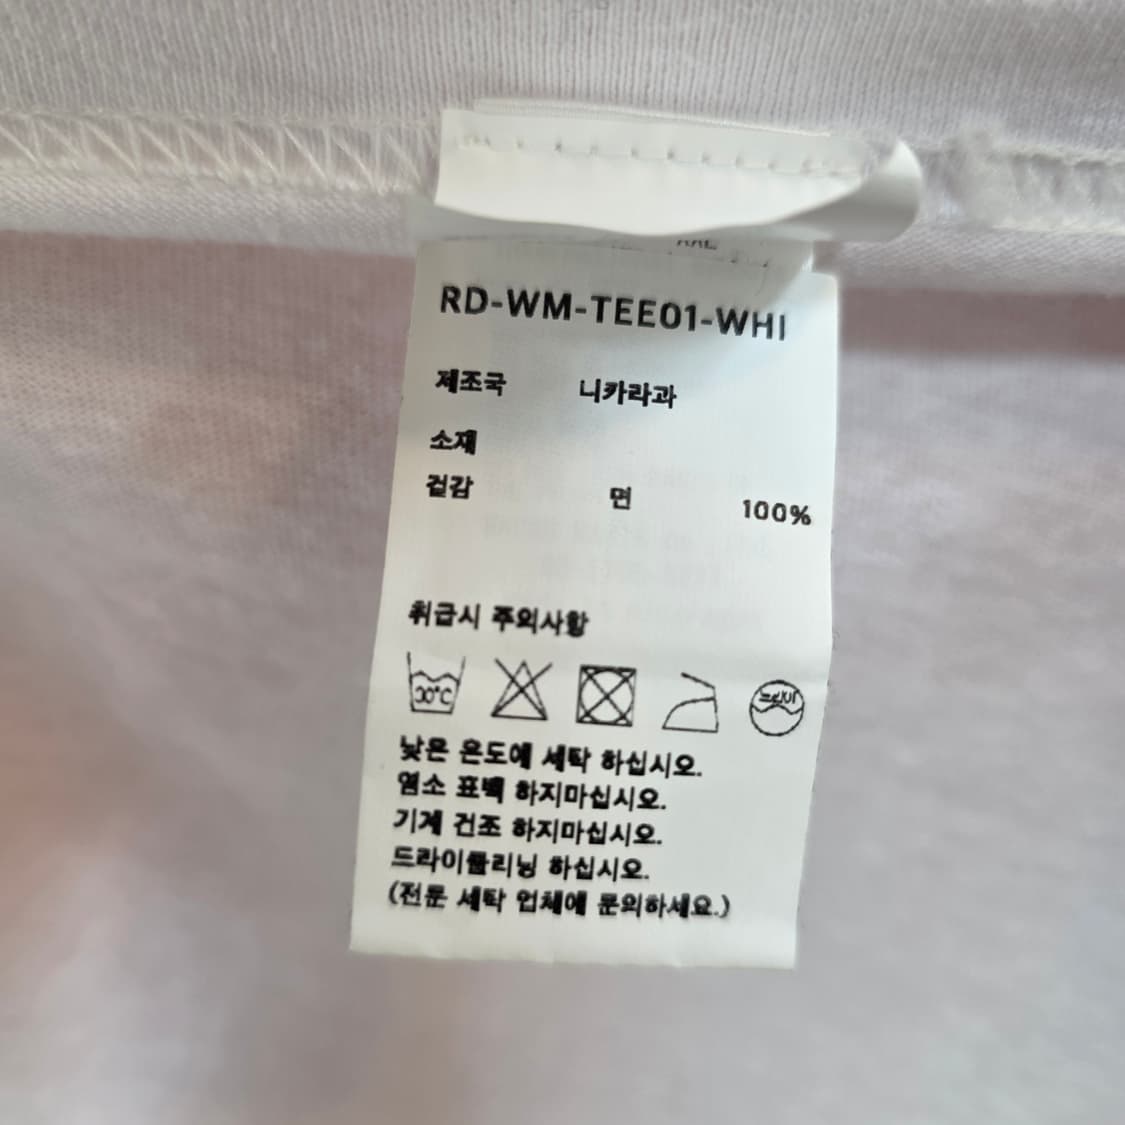 XXL
RD-WM-TEE01-WHI
제조국 니카라과
소재
겉감 면 100%
취급시 주의사항
30°C 드라이
낮은 온도에 세탁 하십시오.
염소 표백 하지마십시오.
기계 건조 하지마십시오.
드라이클리닝 하십시오.
(전문 세탁 업체에 문의하세요.)